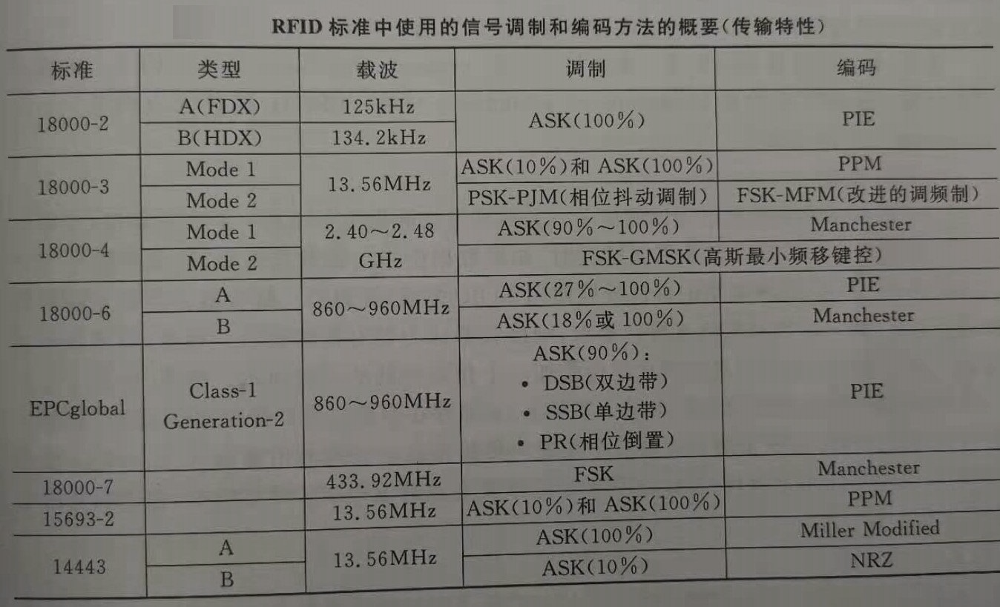 RFID 标准中使用的信号调制和编码方法的概要(传输特性)
标准 类型 载波 调制 编码
18000-2 A(FDX) 125kHz ASK(100%) PIE
B(HDX) 134.2kHz
18000-3 Mode 1 13.56MHz ASK(10%)和 ASK(100%) PPM
Mode 2 PSK-PJM(相位抖动调制) FSK-MFM(改进的调频制)
18000-4 Mode 1 2.40～2.48 ASK(90%～100%) Manchester
Mode 2 GHz FSK-GMSK(高斯最小频移键控)
18000-6 A 860～960MHz ASK(27%～100%) PIE
B ASK(18%或 100%) Manchester
ASK(90%)：
Class-1 • DSB(双边带)
EPCglobal 860～960MHz PIE
Generation-2 • SSB(单边带)
• PR(相位倒置)
18000-7 433.92MHz FSK Manchester
15693-2 13.56MHz ASK(10%)和 ASK(100%) PPM
14443 A 13.56MHz ASK(100%) Miller Modified
B ASK(10%) NRZ